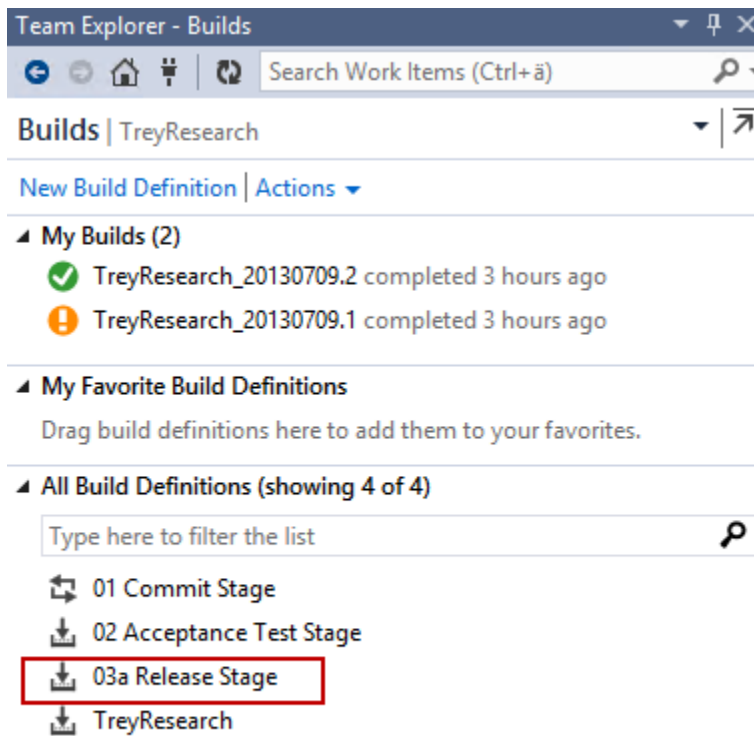 Team Explorer - Builds
Search Work Items (Ctrl+ä)
Builds | TreyResearch
New Build Definition | Actions
My Builds (2)
TreyResearch_20130709.2 completed 3 hours ago
TreyResearch_20130709.1 completed 3 hours ago
My Favorite Build Definitions
Drag build definitions here to add them to your favorites.
All Build Definitions (showing 4 of 4)
Type here to filter the list
01 Commit Stage
02 Acceptance Test Stage
03a Release Stage
TreyResearch